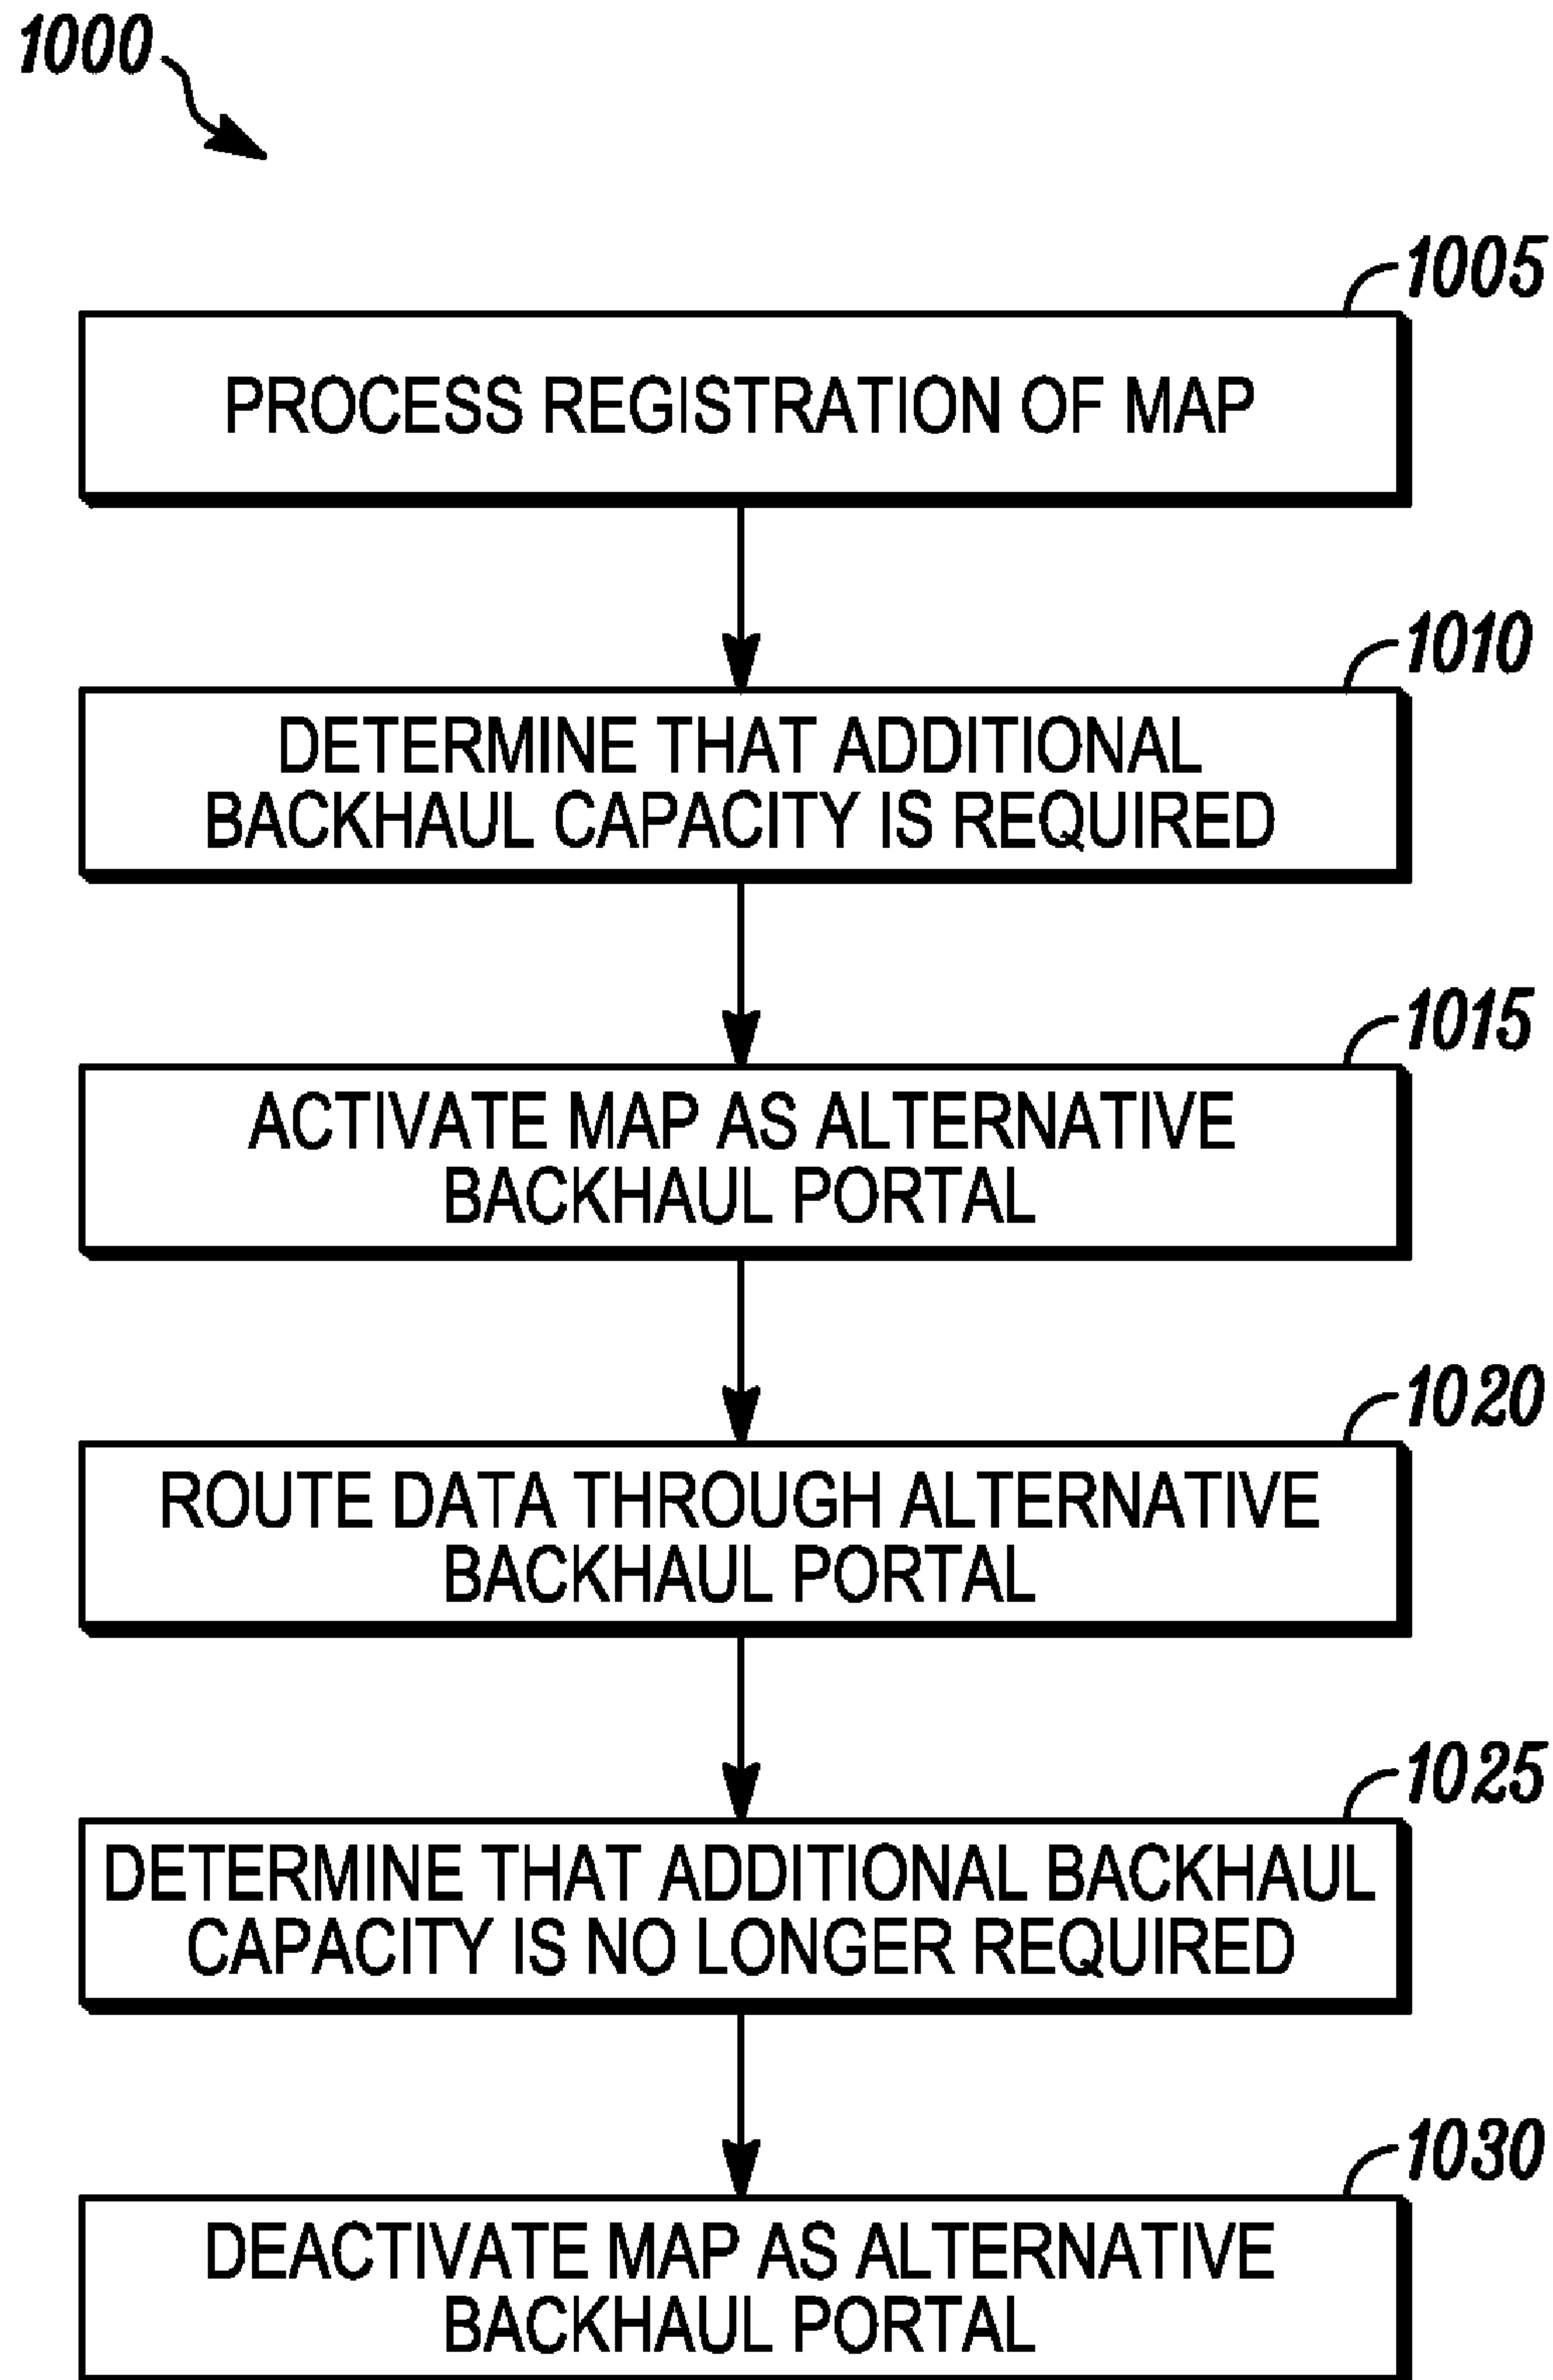 1000
1005
PROCESS REGISTRATION OF MAP
1010
DETERMINE THAT ADDITIONAL
BACKHAUL CAPACITY IS REQUIRED
1015
ACTIVATE MAP AS ALTERNATIVE
BACKHAUL PORTAL
1020
ROUTE DATA THROUGH ALTERNATIVE
BACKHAUL PORTAL
1025
DETERMINE THAT ADDITIONAL BACKHAUL
CAPACITY IS NO LONGER REQUIRED
1030
DEACTIVATE MAP AS ALTERNATIVE
BACKHAUL PORTAL